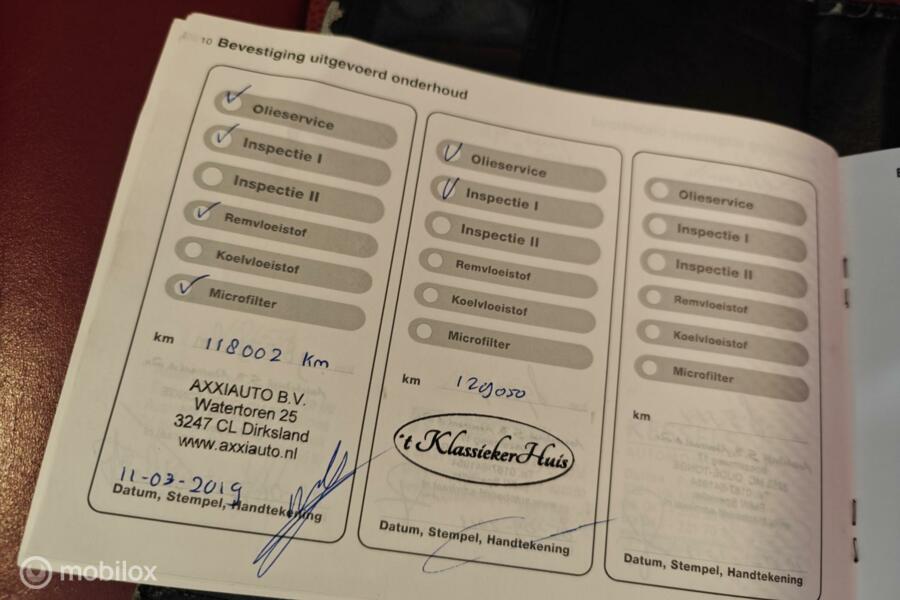 10 Bevestiging uitgevoerd onderhoud
Olieservice
Inspectie I
Inspectie II
Remvloeistof
Koelvloeistof
Microfilter
km 118002 km
AXXIAUTO B.V.
Watertoren 25
3247 CL Dirksland
www.axxiauto.nl
11-03-2019
Datum, Stempel, Handtekening
Olieservice
Inspectie I
Inspectie II
Remvloeistof
Koelvloeistof
Microfilter
km 129050
't KlassiekerHuis
Datum, Stempel, Handtekening
Olieservice
Inspectie I
Inspectie II
Remvloeistof
Koelvloeistof
Microfilter
km
Datum, Stempel, Handtekening
mobilox